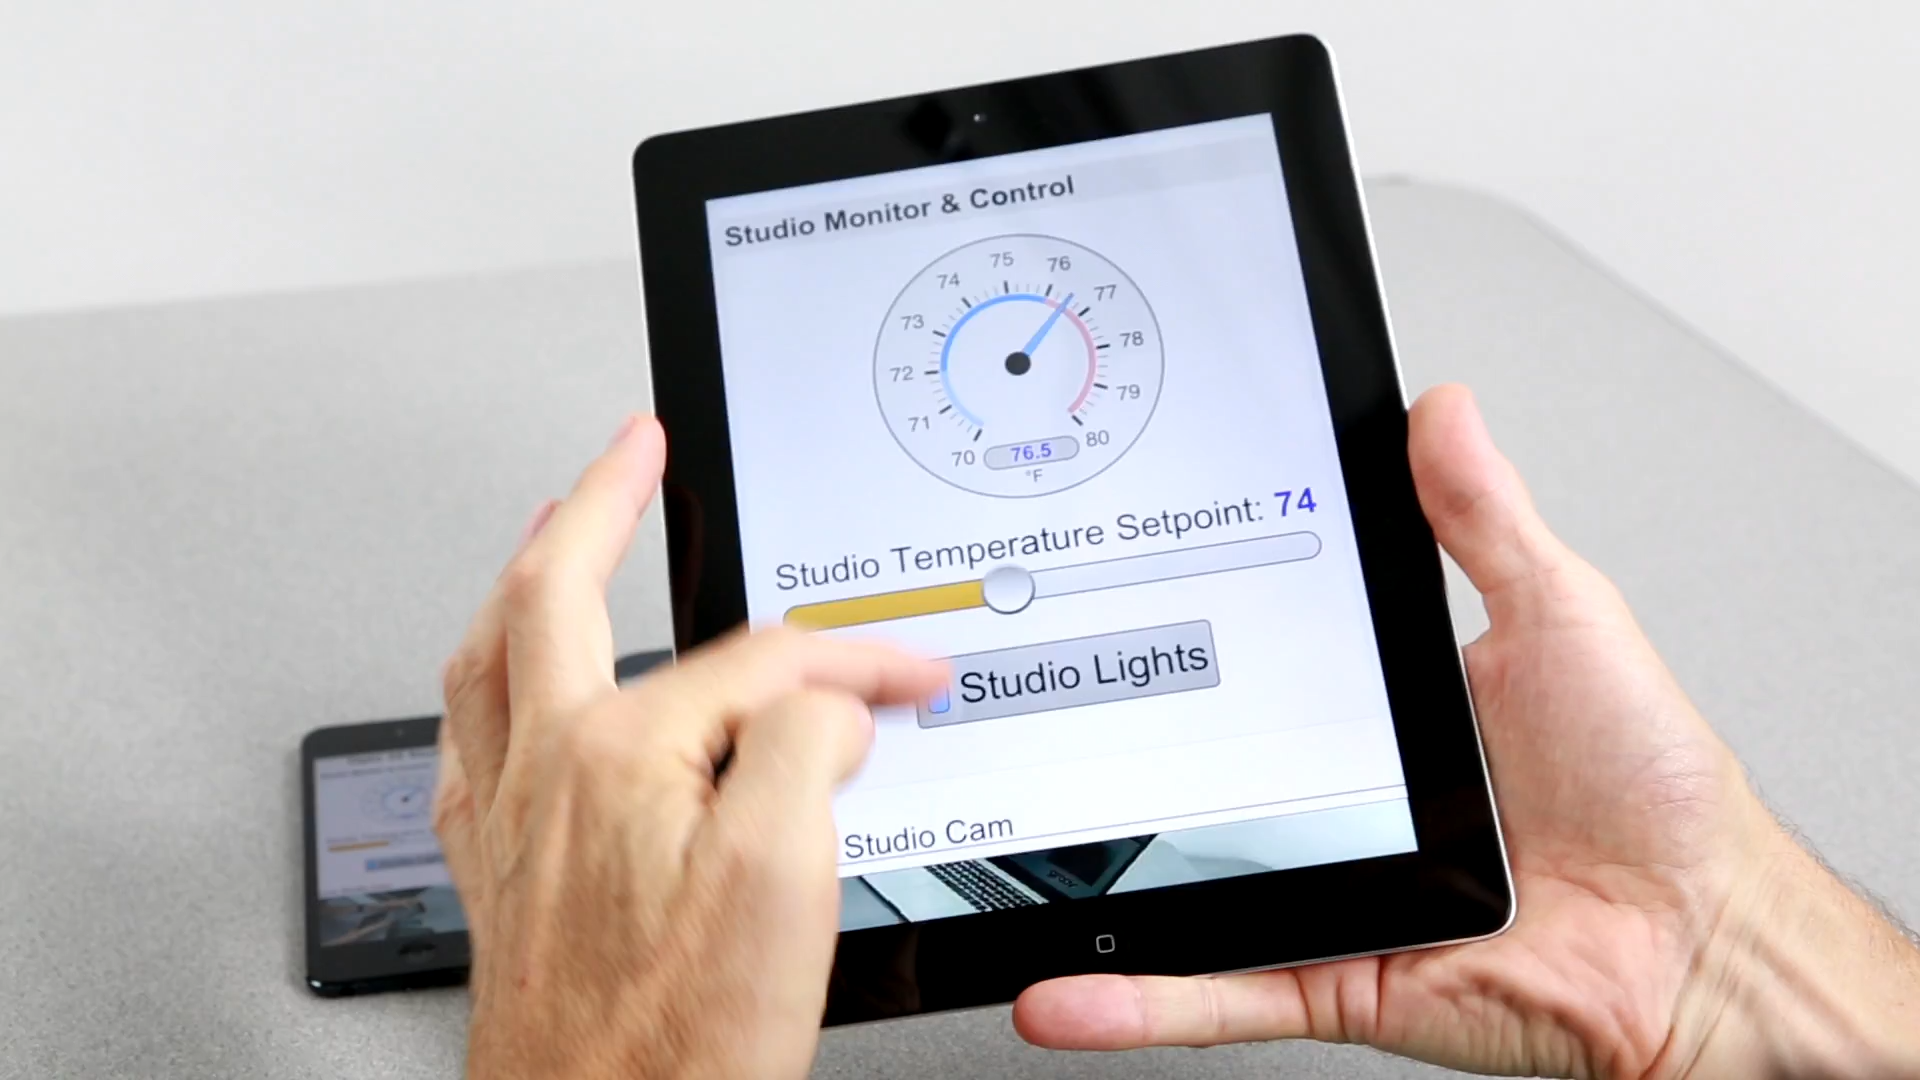 Studio Monitor & Control
75
76
74
77
73
78
72
79
71
80
70
76.5
°F
Studio Temperature Setpoint: 74
Studio Lights
Studio Cam
groov